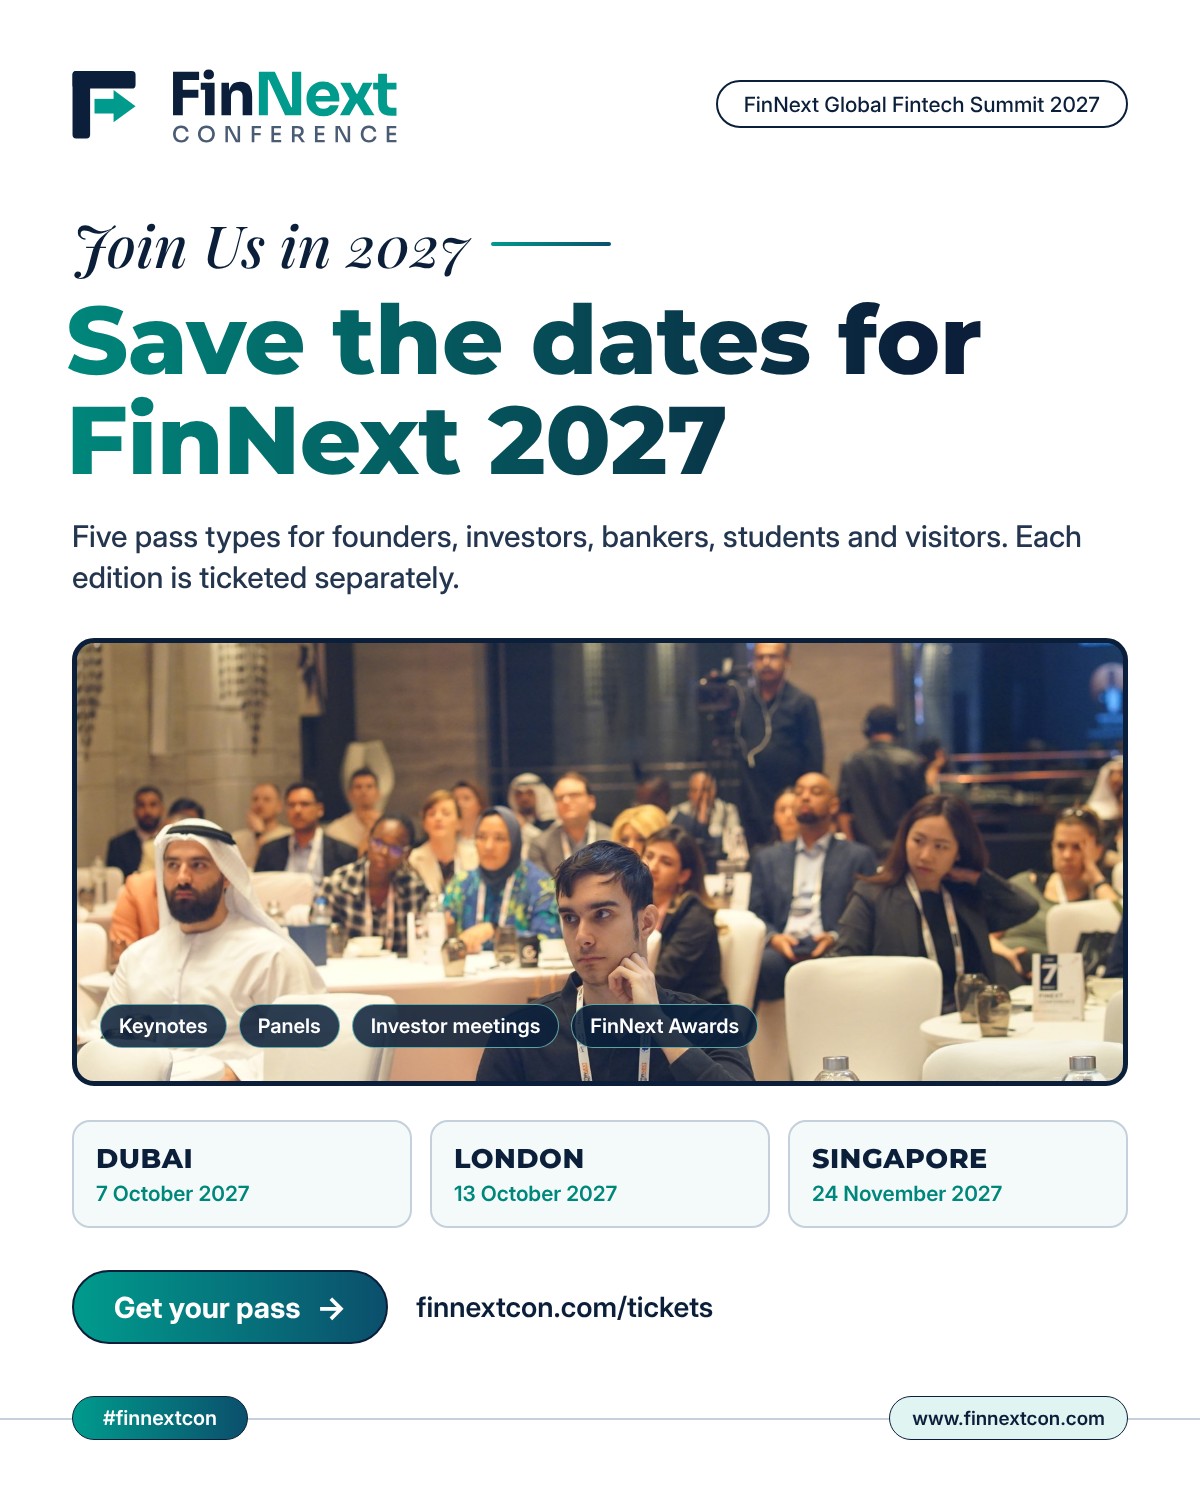 FinNext
CONFERENCE
FinNext Global Fintech Summit 2027
Join Us in 2027
Save the dates for
FinNext 2027
Five pass types for founders, investors, bankers, students and visitors. Each
edition is ticketed separately.
7
Keynotes
Panels
Investor meetings
FinNext Awards
DUBAI
7 October 2027
LONDON
13 October 2027
SINGAPORE
24 November 2027
Get your pass →
finnextcon.com/tickets
#finnextcon
www.finnextcon.com